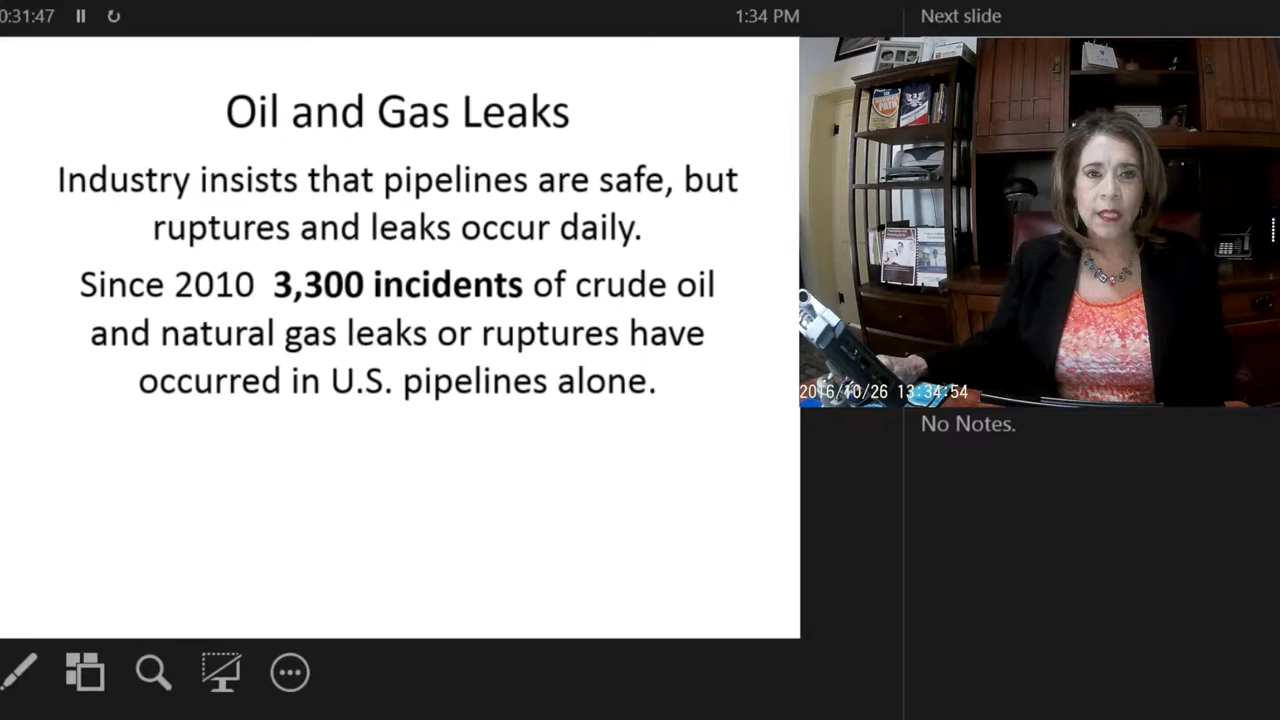 0:31:47
1:34 PM
Next slide
Oil and Gas Leaks
Industry insists that pipelines are safe, but
ruptures and leaks occur daily.
Since 2010 3,300 incidents of crude oil
and natural gas leaks or ruptures have
occurred in U.S. pipelines alone.
PATH
2016/10/26 13:34:54
No Notes.